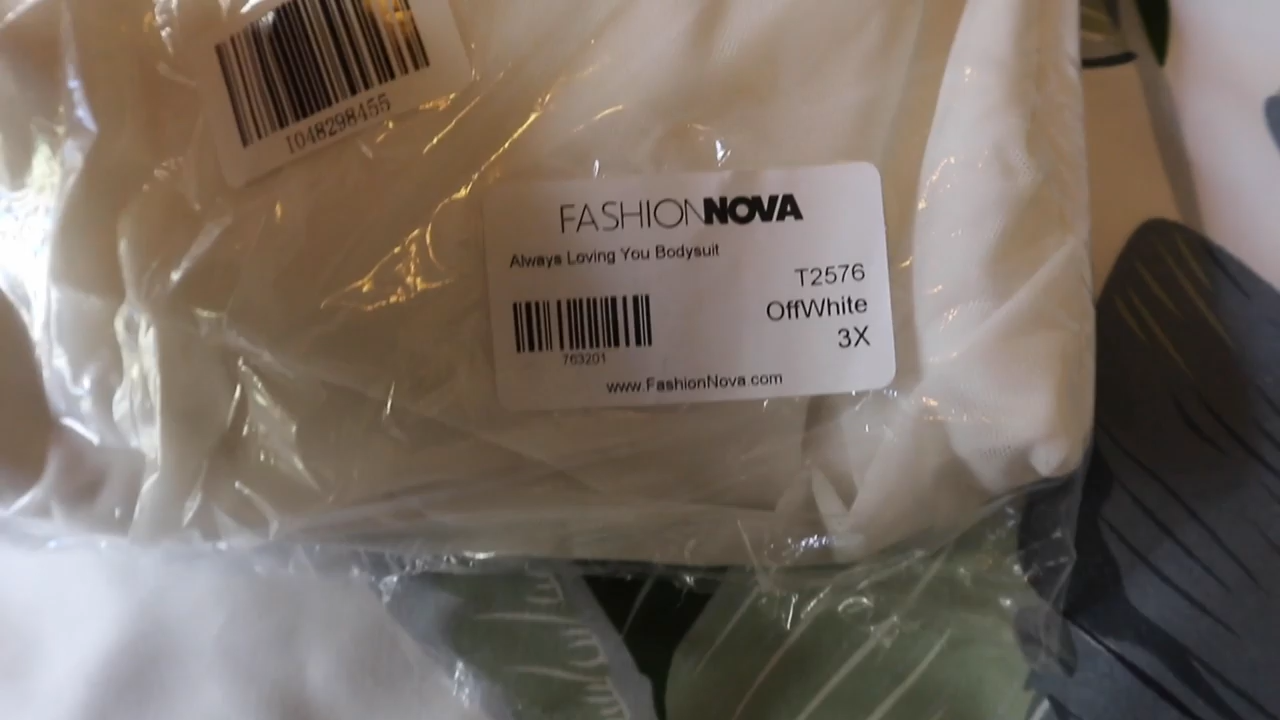 1048298455
FASHIONNOVA
Always Loving You Bodysuit
T2576
OffWhite
3X
763201
www.FashionNova.com